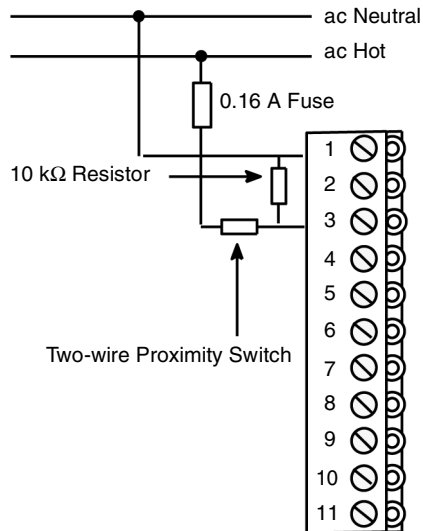 ac Neutral
ac Hot
0.16 A Fuse
10 kΩ Resistor
Two-wire Proximity Switch
1
2
3
4
5
6
7
8
9
10
11